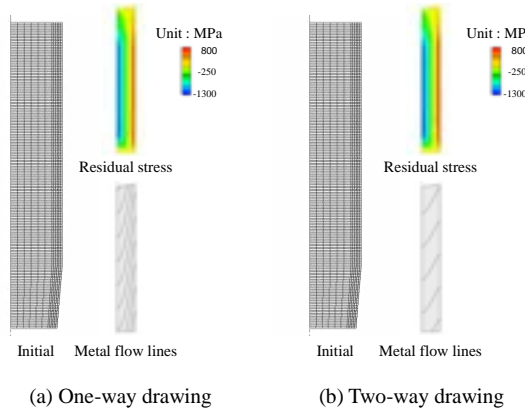 Unit : MPa
800
-250
-1300
Residual stress
Initial
Metal flow lines
(a) One-way drawing
Unit : MP
800
-250
-1300
Residual stress
Initial
Metal flow lines
(b) Two-way drawing